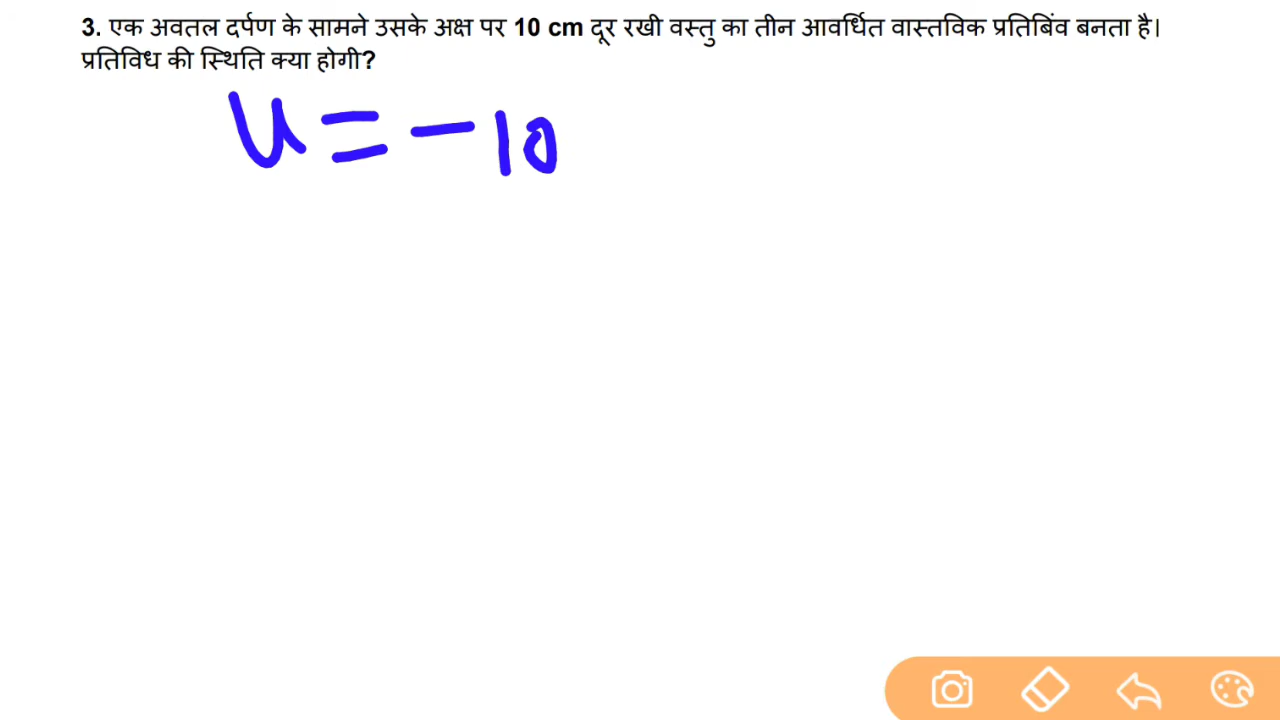 3. एक अवतल दर्पण के सामने उसके अक्ष पर 10 cm दूर रखी वस्तु का तीन आवर्धित वास्तविक प्रतिबिंव बनता है।
प्रतिविध की स्थिति क्या होगी?
u = - 10